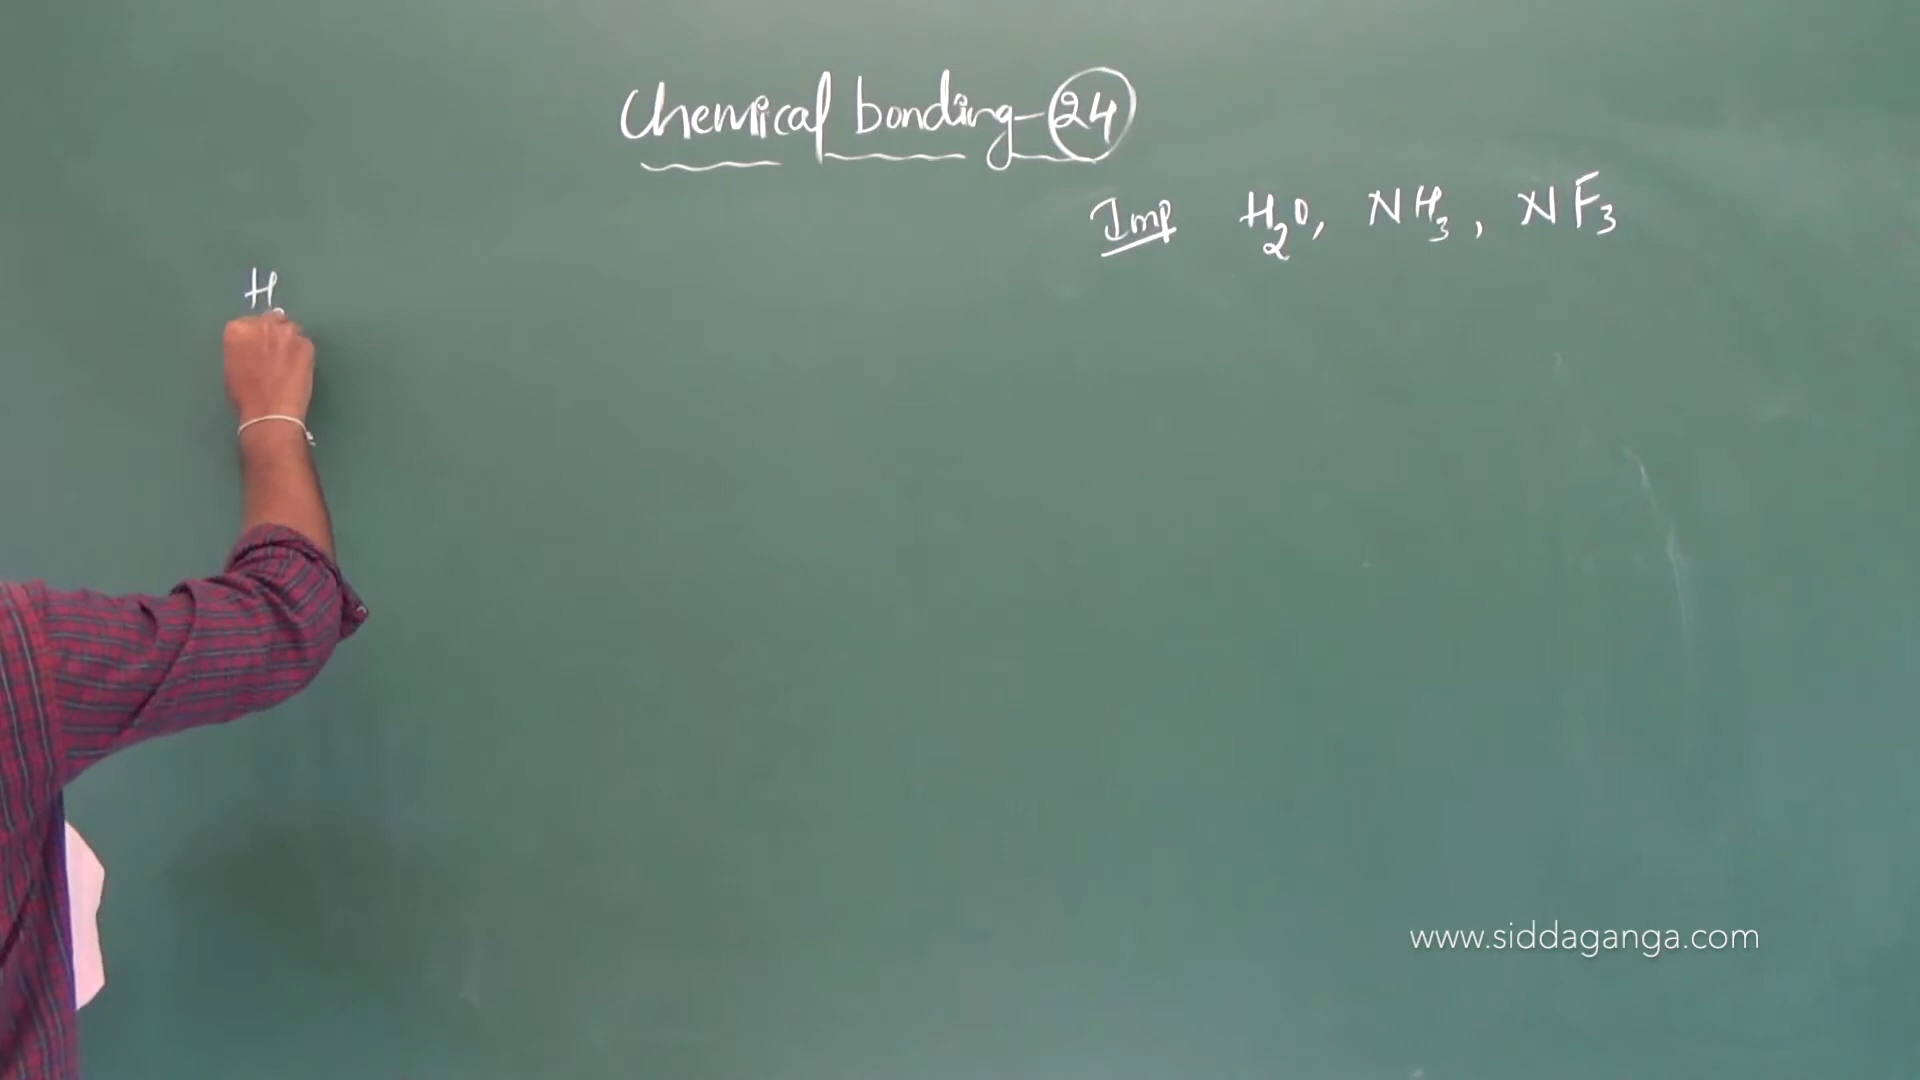 Chemical bonding-24
Imp H₂O, NH₃, NF₃
H
www.siddaganga.com